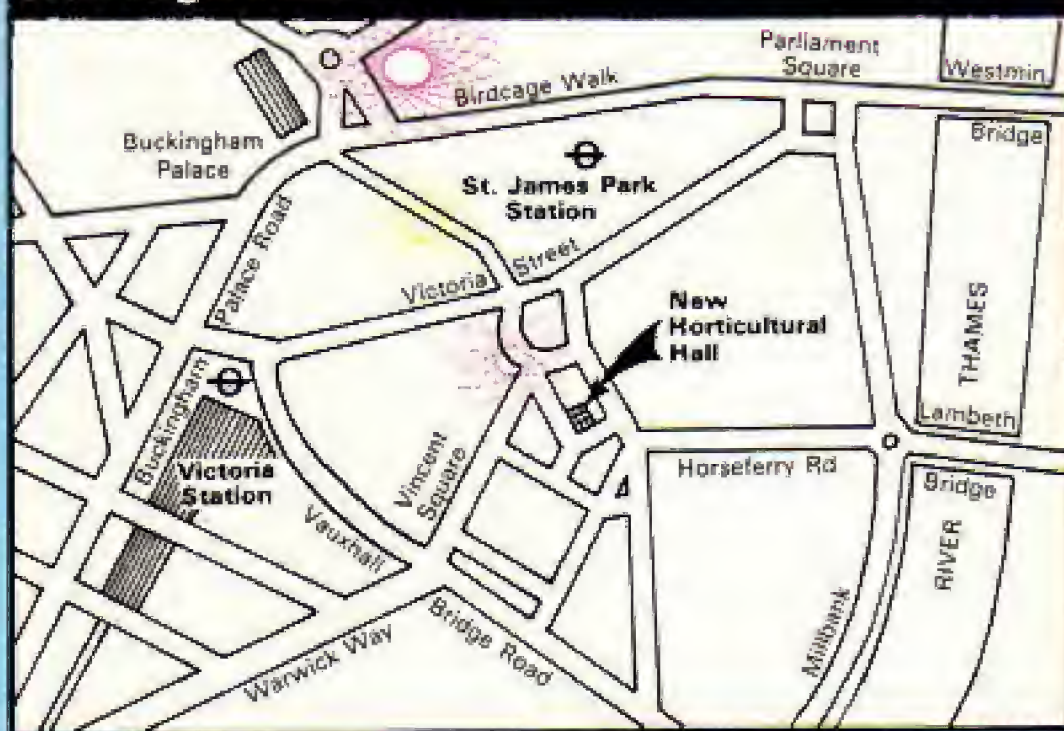 Parliament
Square
Westmin
Birdcage Walk
Bridge
Buckingham
Palace
St. James Park
Station
Palace Road
Victoria Street
New
Horticultural
Hall
THAMES
Lambeth
Buckingham
Victoria
Station
Vincent
Square
Horseferry Rd
Bridge
Vauxhall
RIVER
Bridge Road
Warwick Way
Millbank